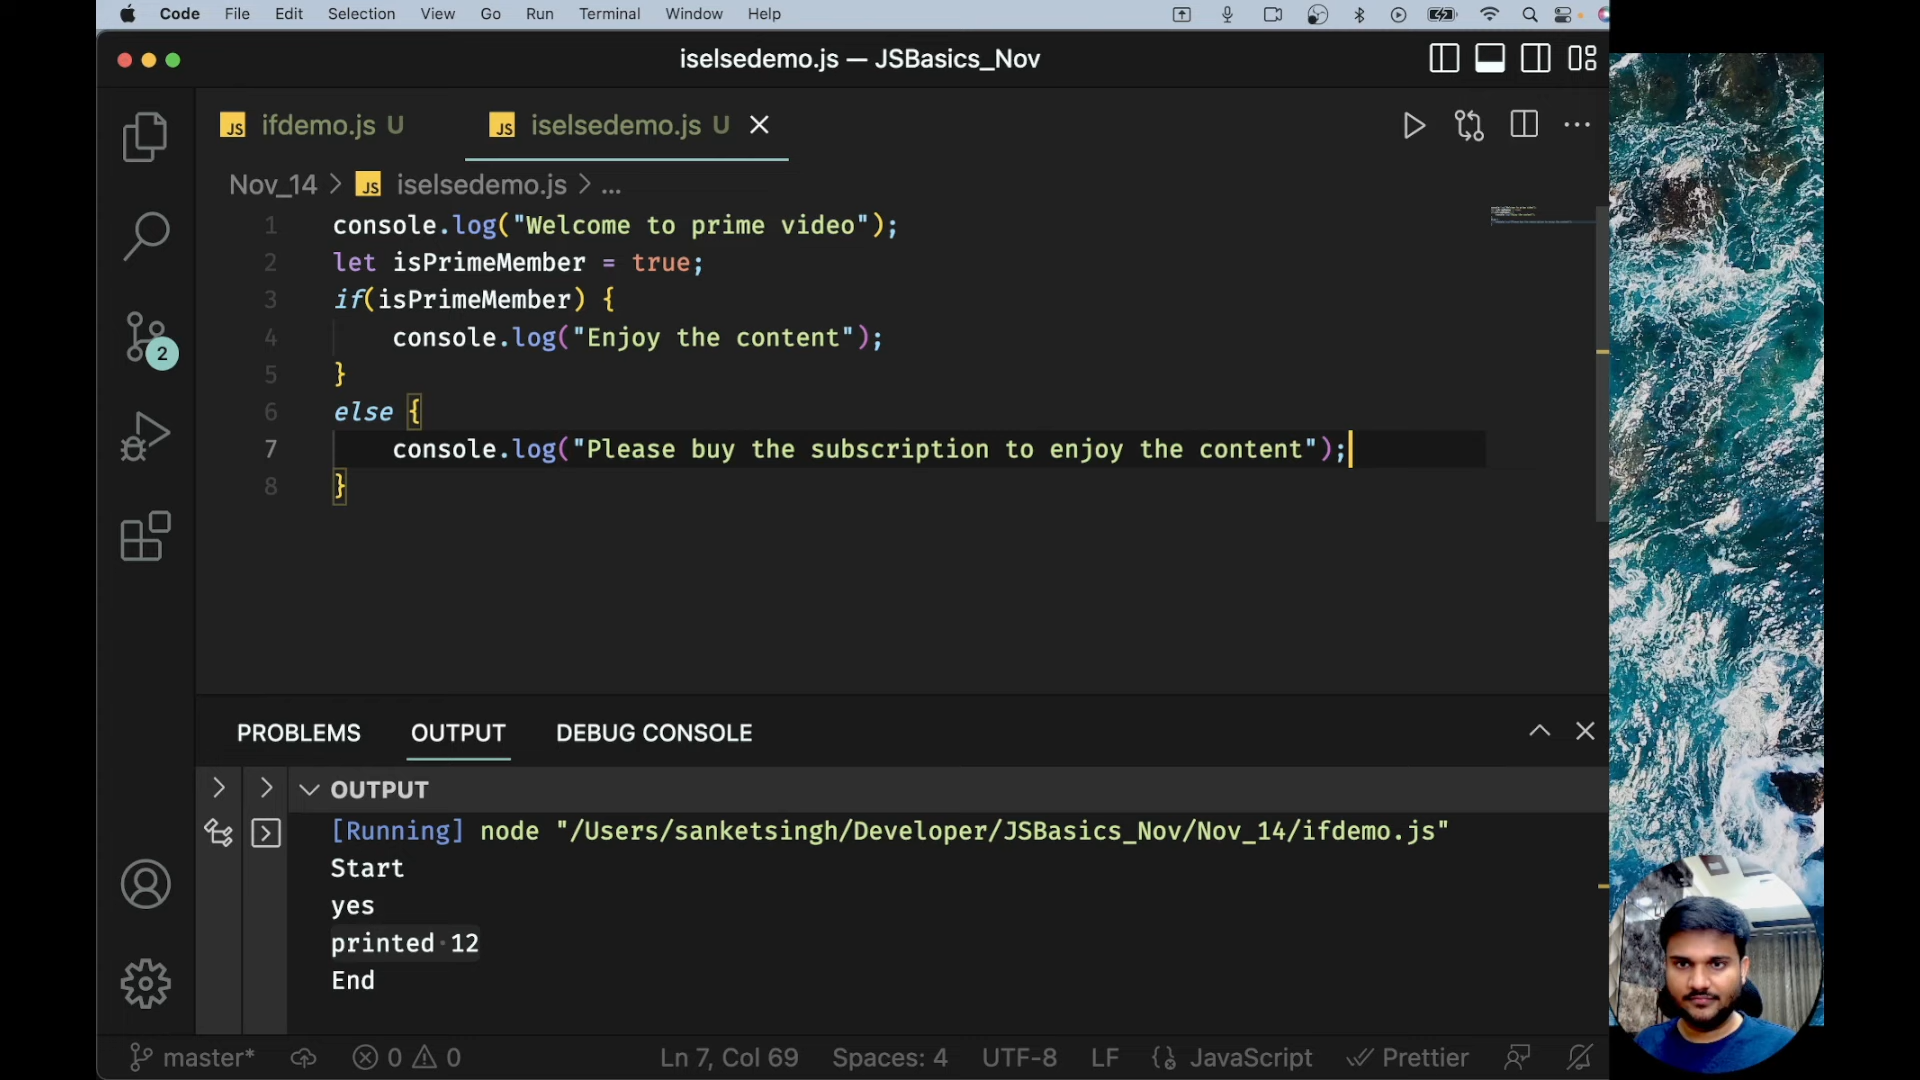 Code File Edit Selection View Go Run Terminal Window Help
iselsedemo.js — JSBasics_Nov
JS ifdemo.js U JS iselsedemo.js U
Nov_14 > JS iselsedemo.js > ...
1 console.log("Welcome to prime video");
2 let isPrimeMember = true;
3 if(isPrimeMember) {
4 console.log("Enjoy the content");
5 }
6 else {
7 console.log("Please buy the subscription to enjoy the content");
8 }
2
PROBLEMS OUTPUT DEBUG CONSOLE
OUTPUT
[Running] node "/Users/sanketsingh/Developer/JSBasics_Nov/Nov_14/ifdemo.js"
Start
yes
printed 12
End
master* 0 0 Ln 7, Col 69 Spaces: 4 UTF-8 LF JavaScript Prettier